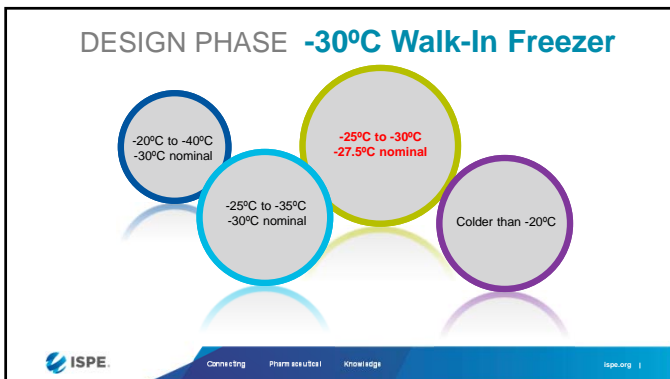 DESIGN PHASE -30ºC Walk-In Freezer
-20ºC to -40ºC
-30ºC nominal
-25ºC to -35ºC
-30ºC nominal
-25ºC to -30ºC
-27.5ºC nominal
Colder than -20ºC
ISPE.
Connecting Pharmaceutical Knowledge
ispe.org |